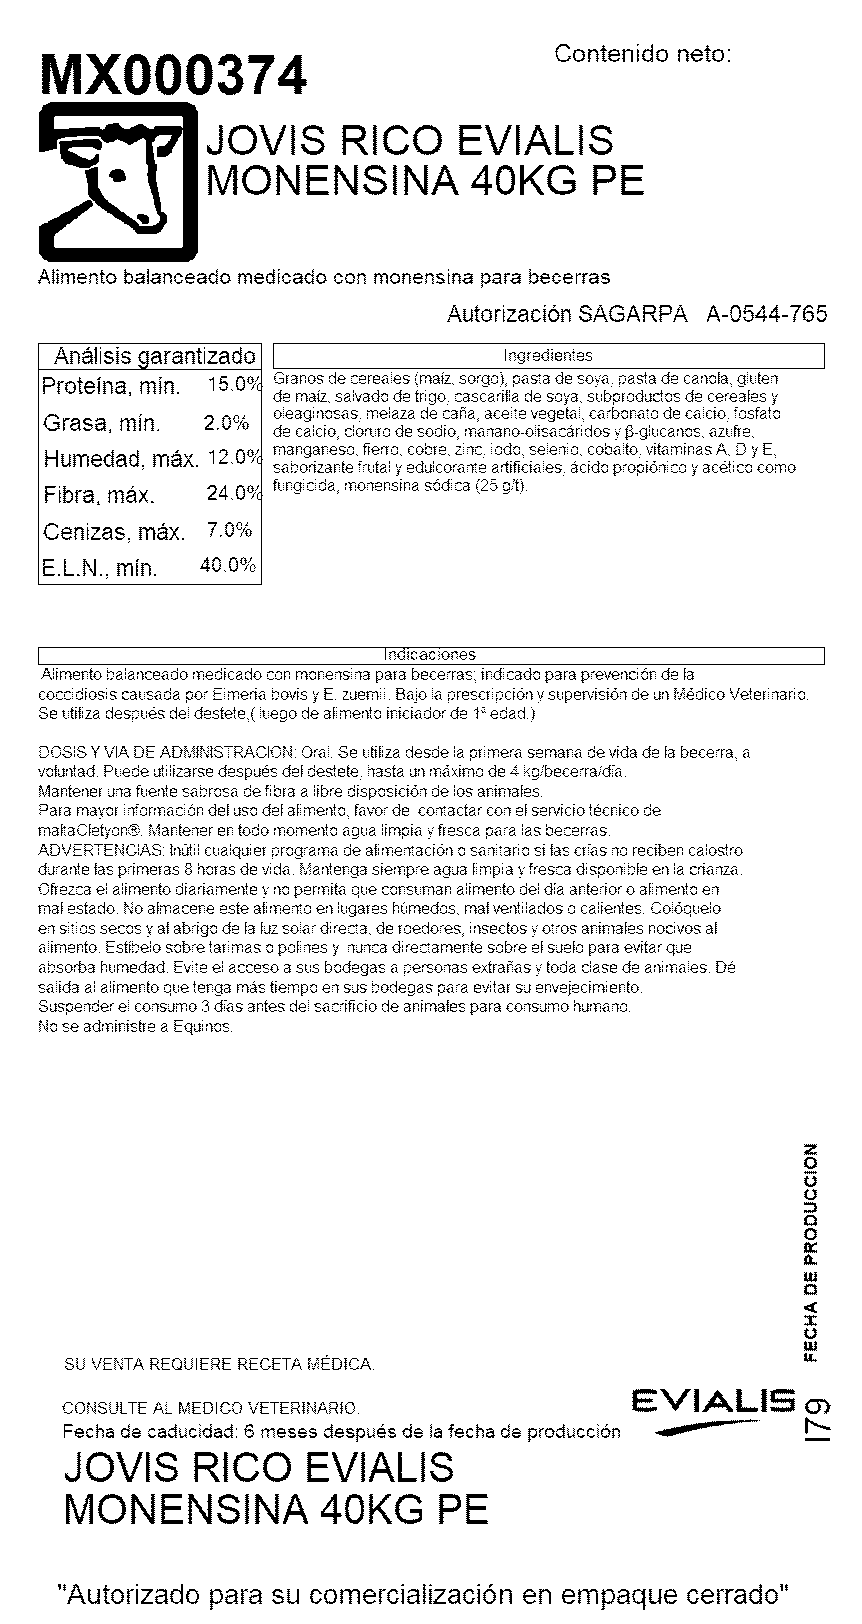 Contenido neto:
MX000374
JOVIS RICO EVIALIS
MONENSINA 40KG PE
Alimento balanceado medicado con monensina para becerras
Autorización SAGARPA A-0544-765
Análisis garantizado
Proteína, mín. 15.0%
Grasa, mín. 2.0%
Humedad, máx. 12.0%
Fibra, máx. 24.0%
Cenizas, máx. 7.0%
E.L.N., mín. 40.0%
Ingredientes
Granos de cereales (maíz, sorgo), pasta de soya, pasta de canola, gluten
de maíz, salvado de trigo, cascarilla de soya, subproductos de cereales y
oleaginosas, melaza de caña, aceite vegetal, carbonato de calcio, fosfato
de calcio, cloruro de sodio, manano-olisacáridos y β-glucanos, azufre,
manganeso, fierro, cobre, zinc, iodo, selenio, cobalto, vitaminas A, D y E,
saborizante frutal y edulcorante artificiales, ácido propiónico y acético como
fungicida, monensina sódica (25 g/t).
Indicaciones
Alimento balanceado medicado con monensina para becerras; indicado para prevención de la
coccidiosis causada por Eimeria bovis y E. zuernii. Bajo la prescripción y supervisión de un Médico Veterinario.
Se utiliza después del destete,( luego de alimento iniciador de 1ª edad.)
DOSIS Y VIA DE ADMINISTRACION: Oral. Se utiliza desde la primera semana de vida de la becerra, a
voluntad. Puede utilizarse después del destete, hasta un máximo de 4 kg/becerra/día.
Mantener una fuente sabrosa de fibra a libre disposición de los animales.
Para mayor información del uso del alimento, favor de contactar con el servicio técnico de
maltaCletyon®. Mantener en todo momento agua limpia y fresca para las becerras.
ADVERTENCIAS: Inútil cualquier programa de alimentación o sanitario si las crías no reciben calostro
durante las primeras 8 horas de vida. Mantenga siempre agua limpia y fresca disponible en la crianza.
Ofrezca el alimento diariamente y no permita que consuman alimento del día anterior o alimento en
mal estado. No almacene este alimento en lugares húmedos, mal ventilados o calientes. Colóquelo
en sitios secos y al abrigo de la luz solar directa, de roedores, insectos y otros animales nocivos al
alimento. Estíbelo sobre tarimas o polines y nunca directamente sobre el suelo para evitar que
absorba humedad. Evite el acceso a sus bodegas a personas extrañas y toda clase de animales. Dé
salida al alimento que tenga más tiempo en sus bodegas para evitar su envejecimiento.
Suspender el consumo 3 días antes del sacrificio de animales para consumo humano.
No se administre a Equinos.
FECHA DE PRODUCCION
SU VENTA REQUIERE RECETA MÉDICA.
CONSULTE AL MEDICO VETERINARIO.
EVIALIS
I79
Fecha de caducidad: 6 meses después de la fecha de producción
JOVIS RICO EVIALIS
MONENSINA 40KG PE
"Autorizado para su comercialización en empaque cerrado"